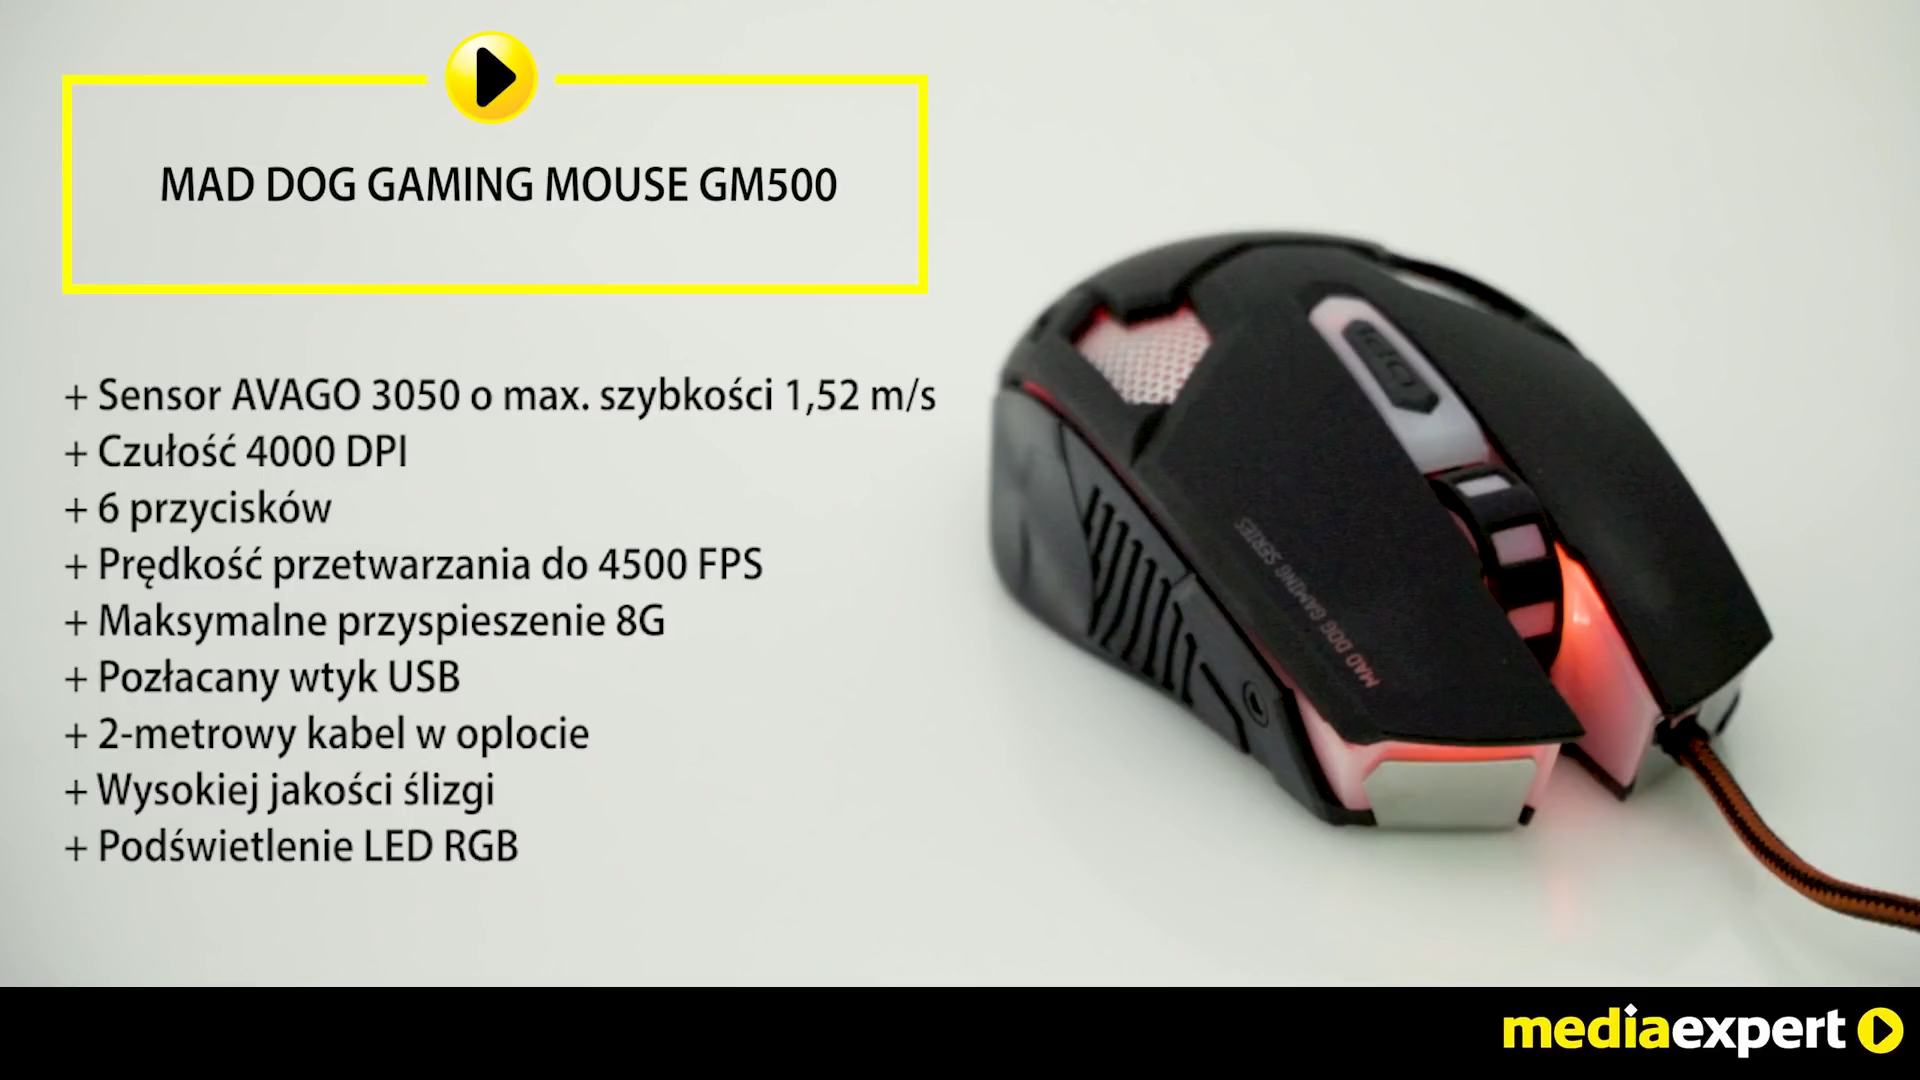 MAD DOG GAMING MOUSE GM500
+ Sensor AVAGO 3050 o max. szybkości 1,52 m/s
+ Czułość 4000 DPI
+ 6 przycisków
+ Prędkość przetwarzania do 4500 FPS
+ Maksymalne przyspieszenie 8G
+ Pozłacany wtyk USB
+ 2-metrowy kabel w oplocie
+ Wysokiej jakości ślizgi
+ Podświetlenie LED RGB
DPI
MAD DOG GAMING SERIES
mediaexpert